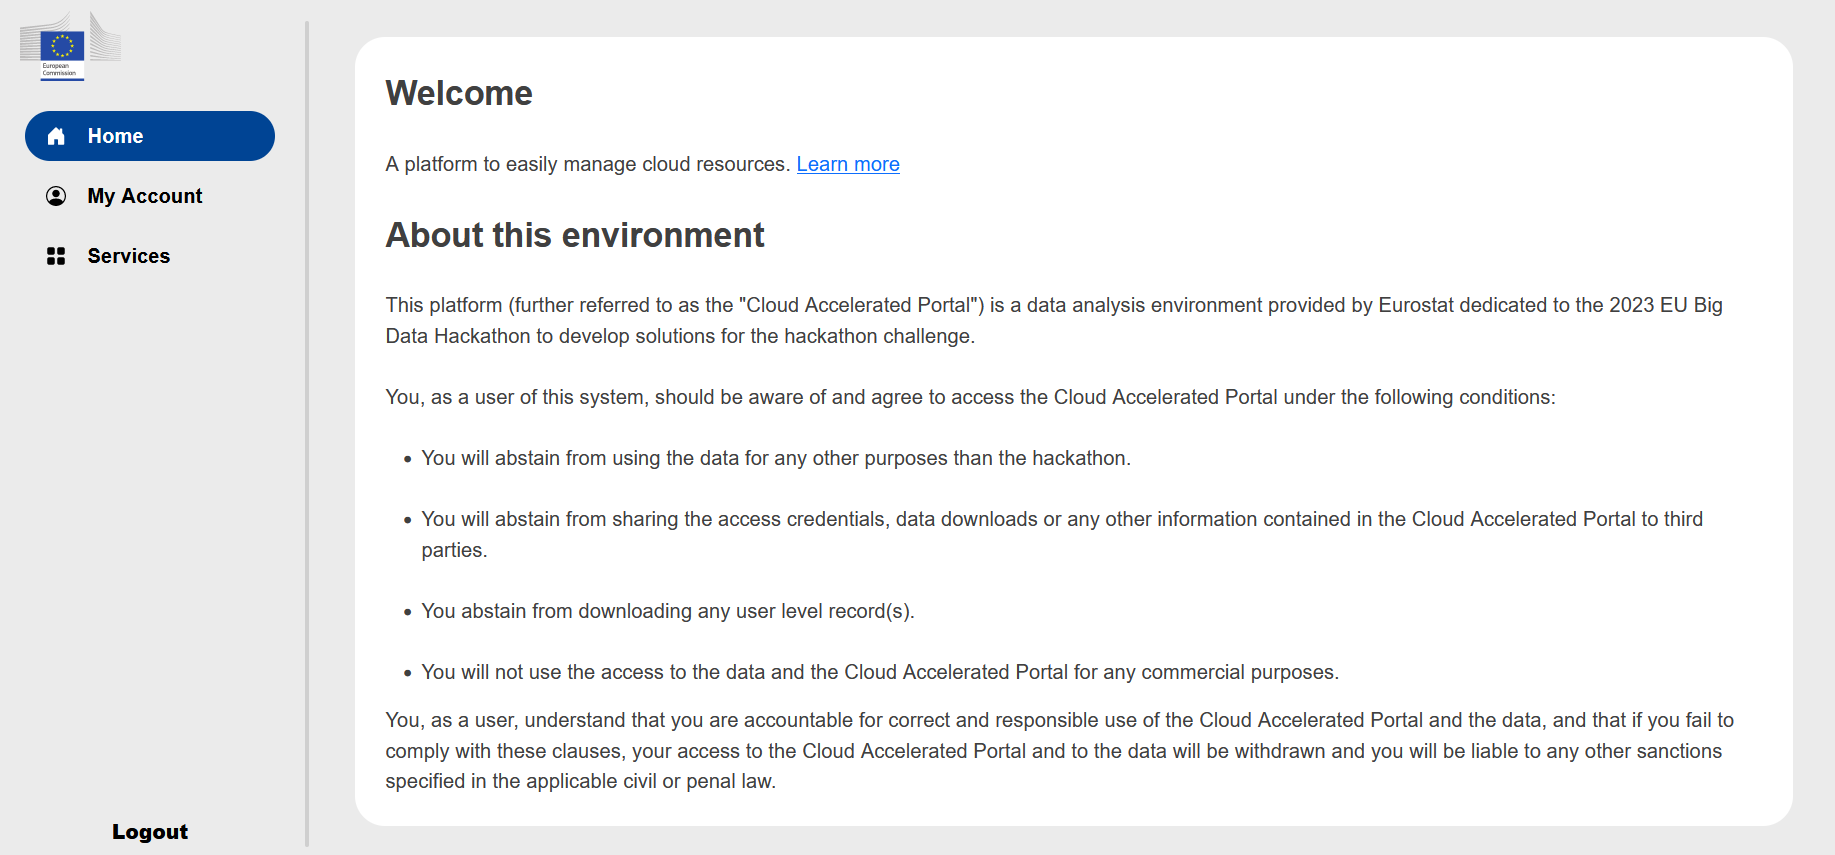 European
Commission
Home
My Account
Services
Logout
Welcome
A platform to easily manage cloud resources. Learn more
About this environment
This platform (further referred to as the "Cloud Accelerated Portal") is a data analysis environment provided by Eurostat dedicated to the 2023 EU Big
Data Hackathon to develop solutions for the hackathon challenge.
You, as a user of this system, should be aware of and agree to access the Cloud Accelerated Portal under the following conditions:
• You will abstain from using the data for any other purposes than the hackathon.
• You will abstain from sharing the access credentials, data downloads or any other information contained in the Cloud Accelerated Portal to third
parties.
• You abstain from downloading any user level record(s).
• You will not use the access to the data and the Cloud Accelerated Portal for any commercial purposes.
You, as a user, understand that you are accountable for correct and responsible use of the Cloud Accelerated Portal and the data, and that if you fail to
comply with these clauses, your access to the Cloud Accelerated Portal and to the data will be withdrawn and you will be liable to any other sanctions
specified in the applicable civil or penal law.